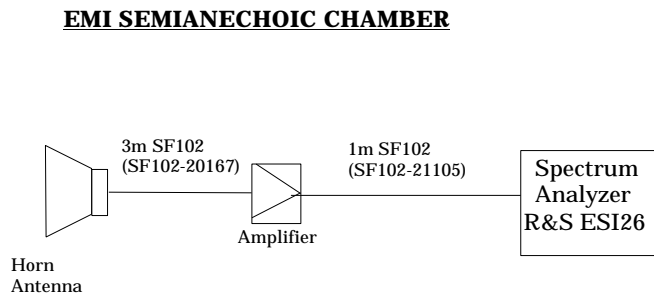 EMI SEMIANECHOIC CHAMBER
3m SF102
(SF102-20167)
1m SF102
(SF102-21105)
Spectrum
Analyzer
R&S ESI26
Amplifier
Horn
Antenna